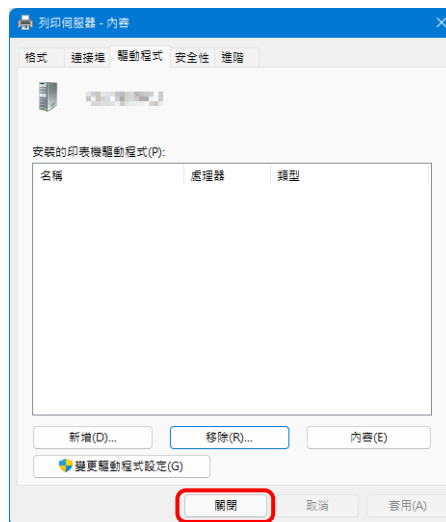 列印伺服器 - 內容
格式 連接埠 驅動程式 安全性 進階
安裝的印表機驅動程式(P):
名稱 處理器 類型
新增(D)... 移除(R)... 內容(E)
變更驅動程式設定(G)
關閉 取消 套用(A)